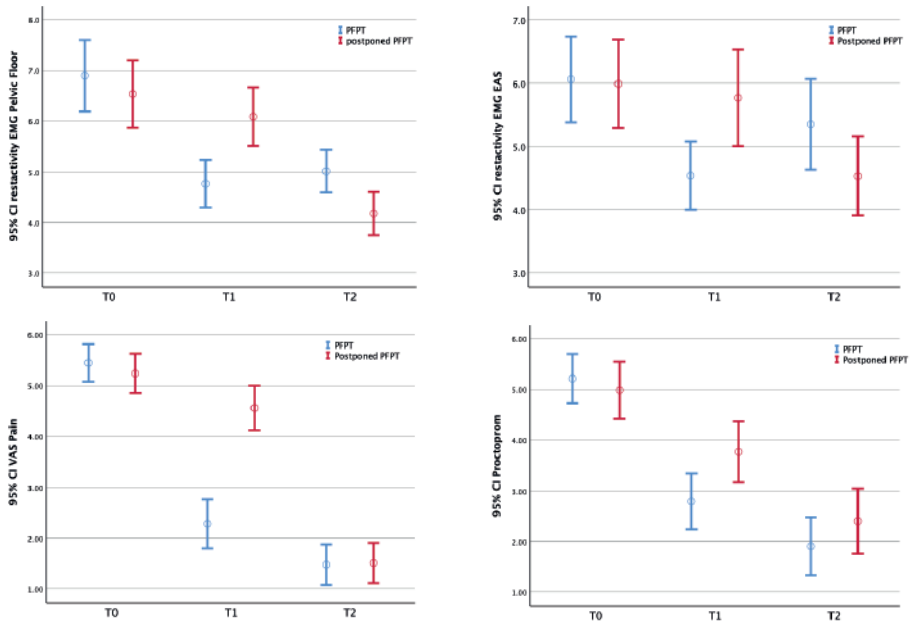 95% CI restactivity EMG Pelvic Floor
8.0
7.0
6.0
5.0
4.0
3.0
T0
T1
T2
PFPT
postponed PFPT
95% CI restactivity EMG EAS
7.0
6.0
5.0
4.0
3.0
T0
T1
T2
PFPT
Postponed PFPT
95% CI VAS Pain
6.00
5.00
4.00
3.00
2.00
1.00
T0
T1
T2
PFPT
Postponed PFPT
95% CI Proctoprom
6.00
5.00
4.00
3.00
2.00
1.00
T0
T1
T2
PFPT
Postponed PFPT